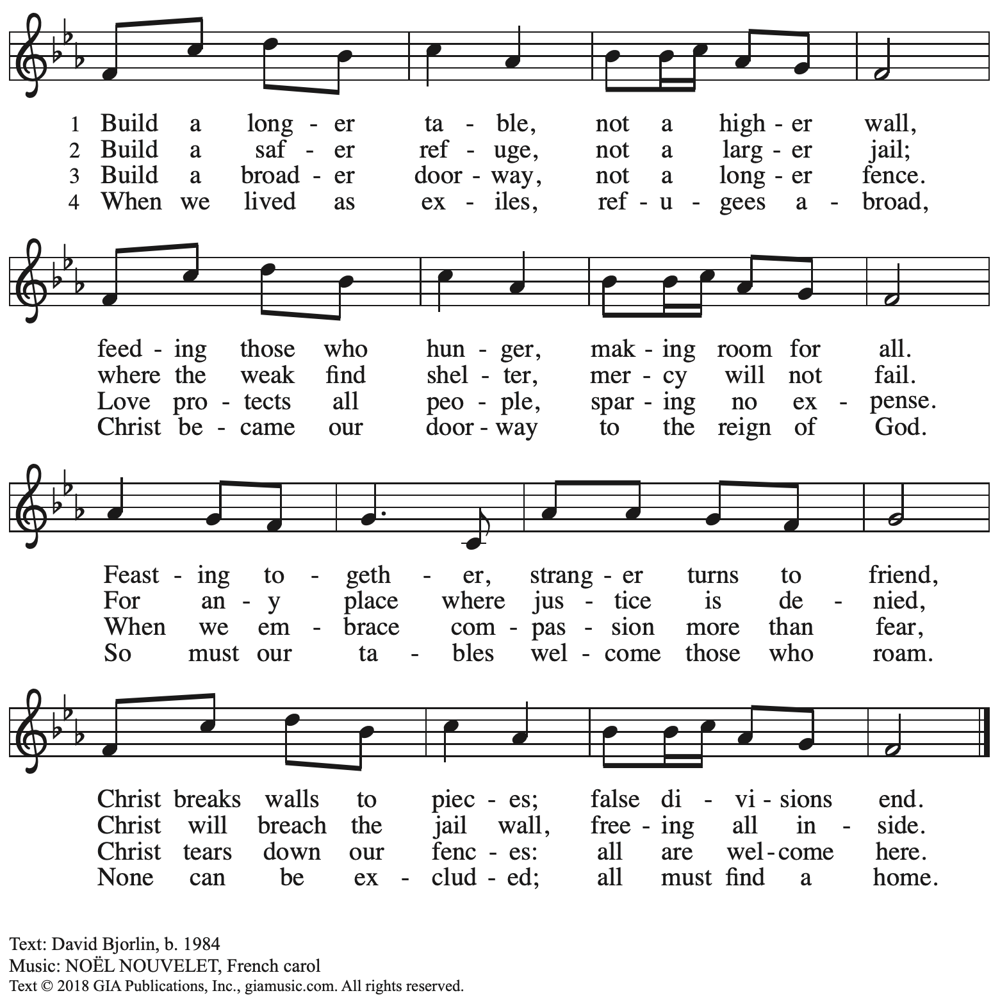 1 Build a long - er ta - ble, not a high - er wall,
2 Build a saf - er ref - uge, not a larg - er jail;
3 Build a broad - er door - way, not a long - er fence.
4 When we lived as ex - iles, ref - u - gees a - broad,
feed - ing those who hun - ger, mak - ing room for all.
where the weak find shel - ter, mer - cy will not fail.
Love pro - tects all peo - ple, spar - ing no ex - pense.
Christ be - came our door - way to the reign of God.
Feast - ing to - geth - er, strang - er turns to friend,
For an - y place where jus - tice is de - nied,
When we em - brace com - pas - sion more than fear,
So must our ta - bles wel - come those who roam.
Christ breaks walls to piec - es; false di - vi - sions end.
Christ will breach the jail wall, free - ing all in - side.
Christ tears down our fenc - es: all are wel - come here.
None can be ex - clud - ed; all must find a home.
Text: David Bjorlin, b. 1984
Music: NOËL NOUVELET, French carol
Text © 2018 GIA Publications, Inc., giamusic.com. All rights reserved.